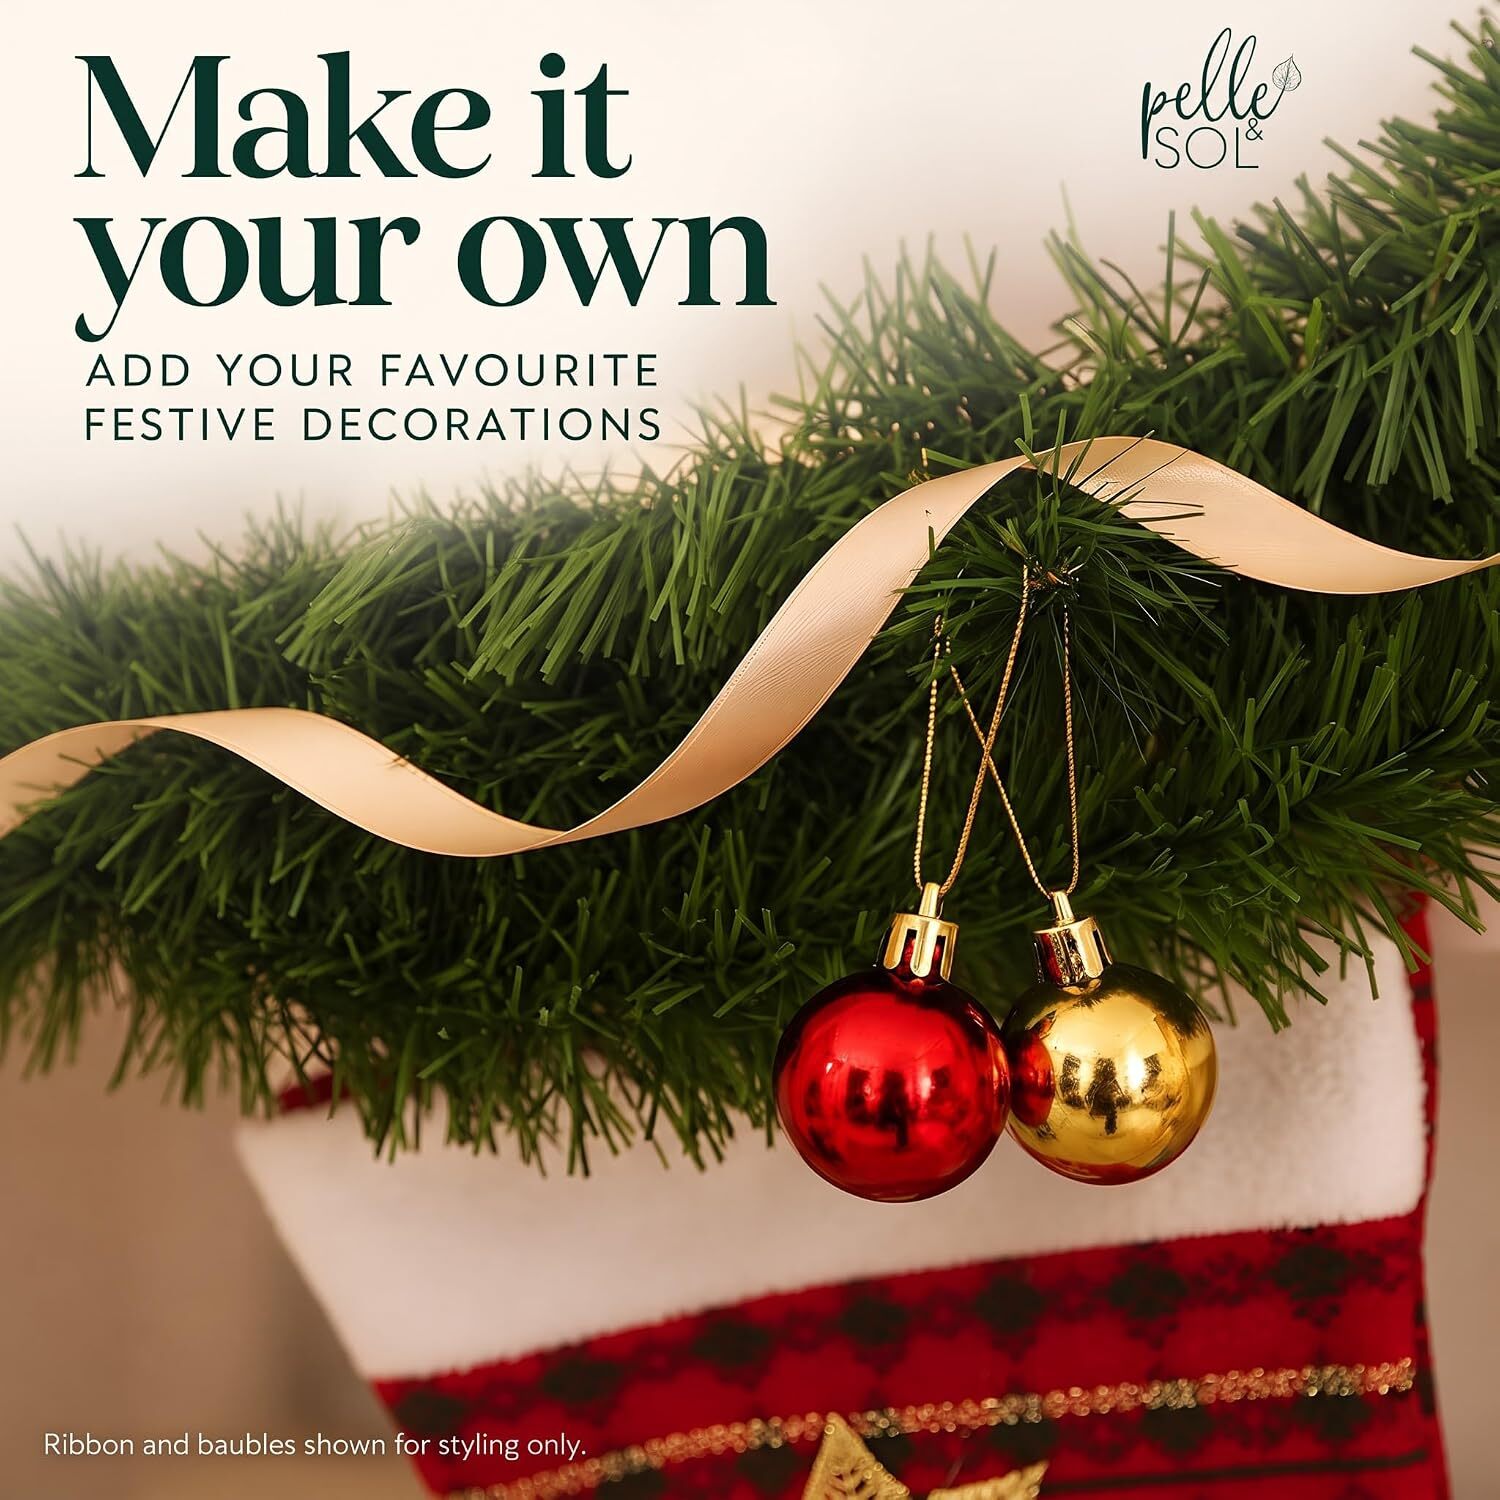 Make it
your own
ADD YOUR FAVOURITE
FESTIVE DECORATIONS
pelle
& SOL
Ribbon and baubles shown for styling only.